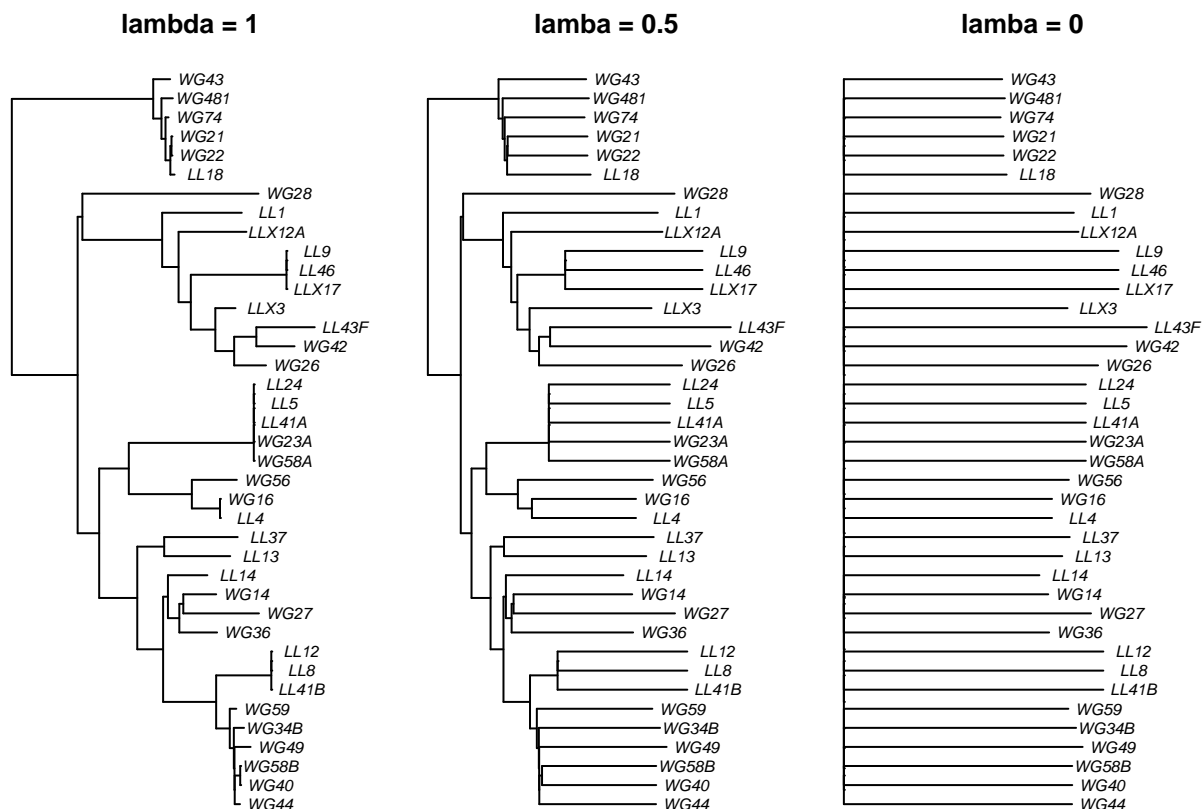 lambda = 1 lamba = 0.5 lamba = 0
WG43 WG43 WG43
WG481 WG481 WG481
WG74 WG74 WG74
WG21 WG21 WG21
WG22 WG22 WG22
LL18 LL18 LL18
WG28 WG28 WG28
LL1 LL1 LL1
LLX12A LLX12A LLX12A
LL9 LL9 LL9
LL46 LL46 LL46
LLX17 LLX17 LLX17
LLX3 LLX3 LLX3
LL43F LL43F LL43F
WG42 WG42 WG42
WG26 WG26 WG26
LL24 LL24 LL24
LL5 LL5 LL5
LL41A LL41A LL41A
WG23A WG23A WG23A
WG58A WG58A WG58A
WG56 WG56 WG56
WG16 WG16 WG16
LL4 LL4 LL4
LL37 LL37 LL37
LL13 LL13 LL13
LL14 LL14 LL14
WG14 WG14 WG14
WG27 WG27 WG27
WG36 WG36 WG36
LL12 LL12 LL12
LL8 LL8 LL8
LL41B LL41B LL41B
WG59 WG59 WG59
WG34B WG34B WG34B
WG49 WG49 WG49
WG58B WG58B WG58B
WG40 WG40 WG40
WG44 WG44 WG44